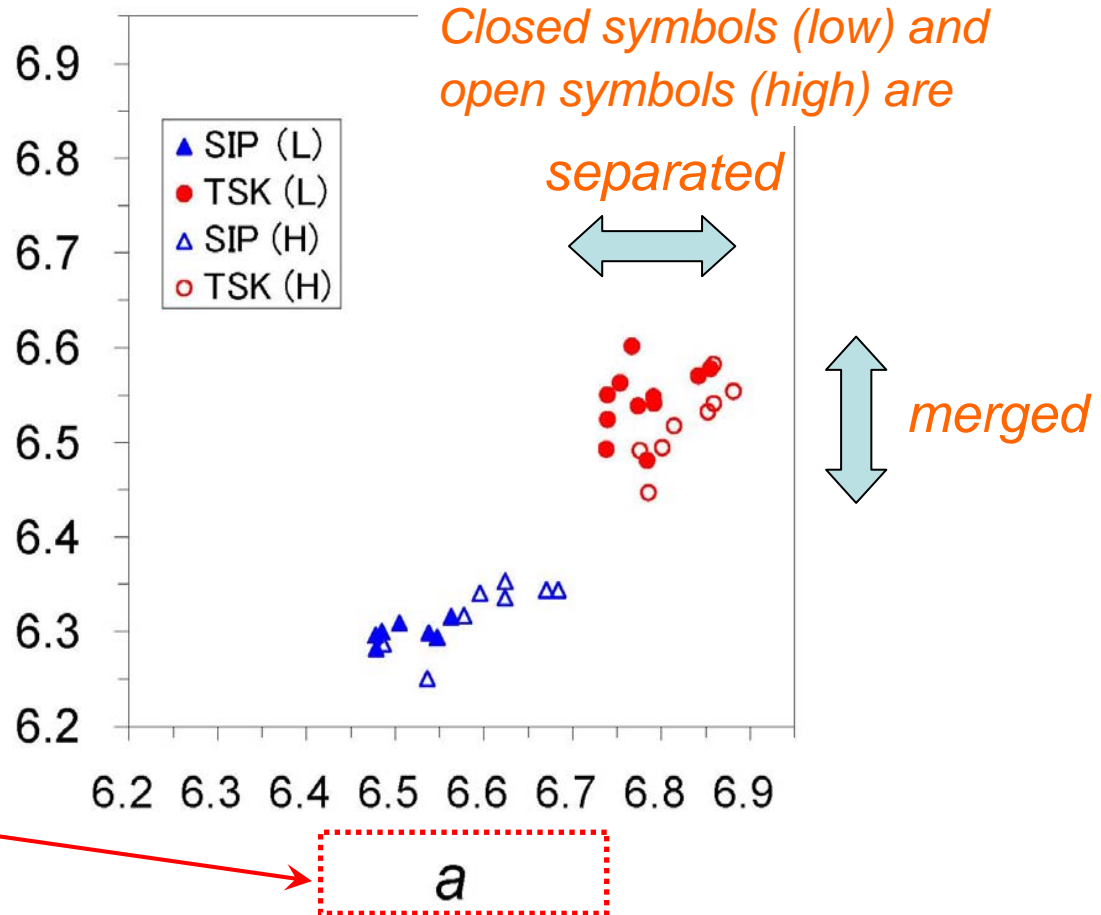 Closed symbols (low) and
open symbols (high) are
separated
merged
6.9
6.8
6.7
6.6
6.5
6.4
6.3
6.2
▲ SIP (L)
● TSK (L)
△ SIP (H)
○ TSK (H)
6.2 6.3 6.4 6.5 6.6 6.7 6.8 6.9
a